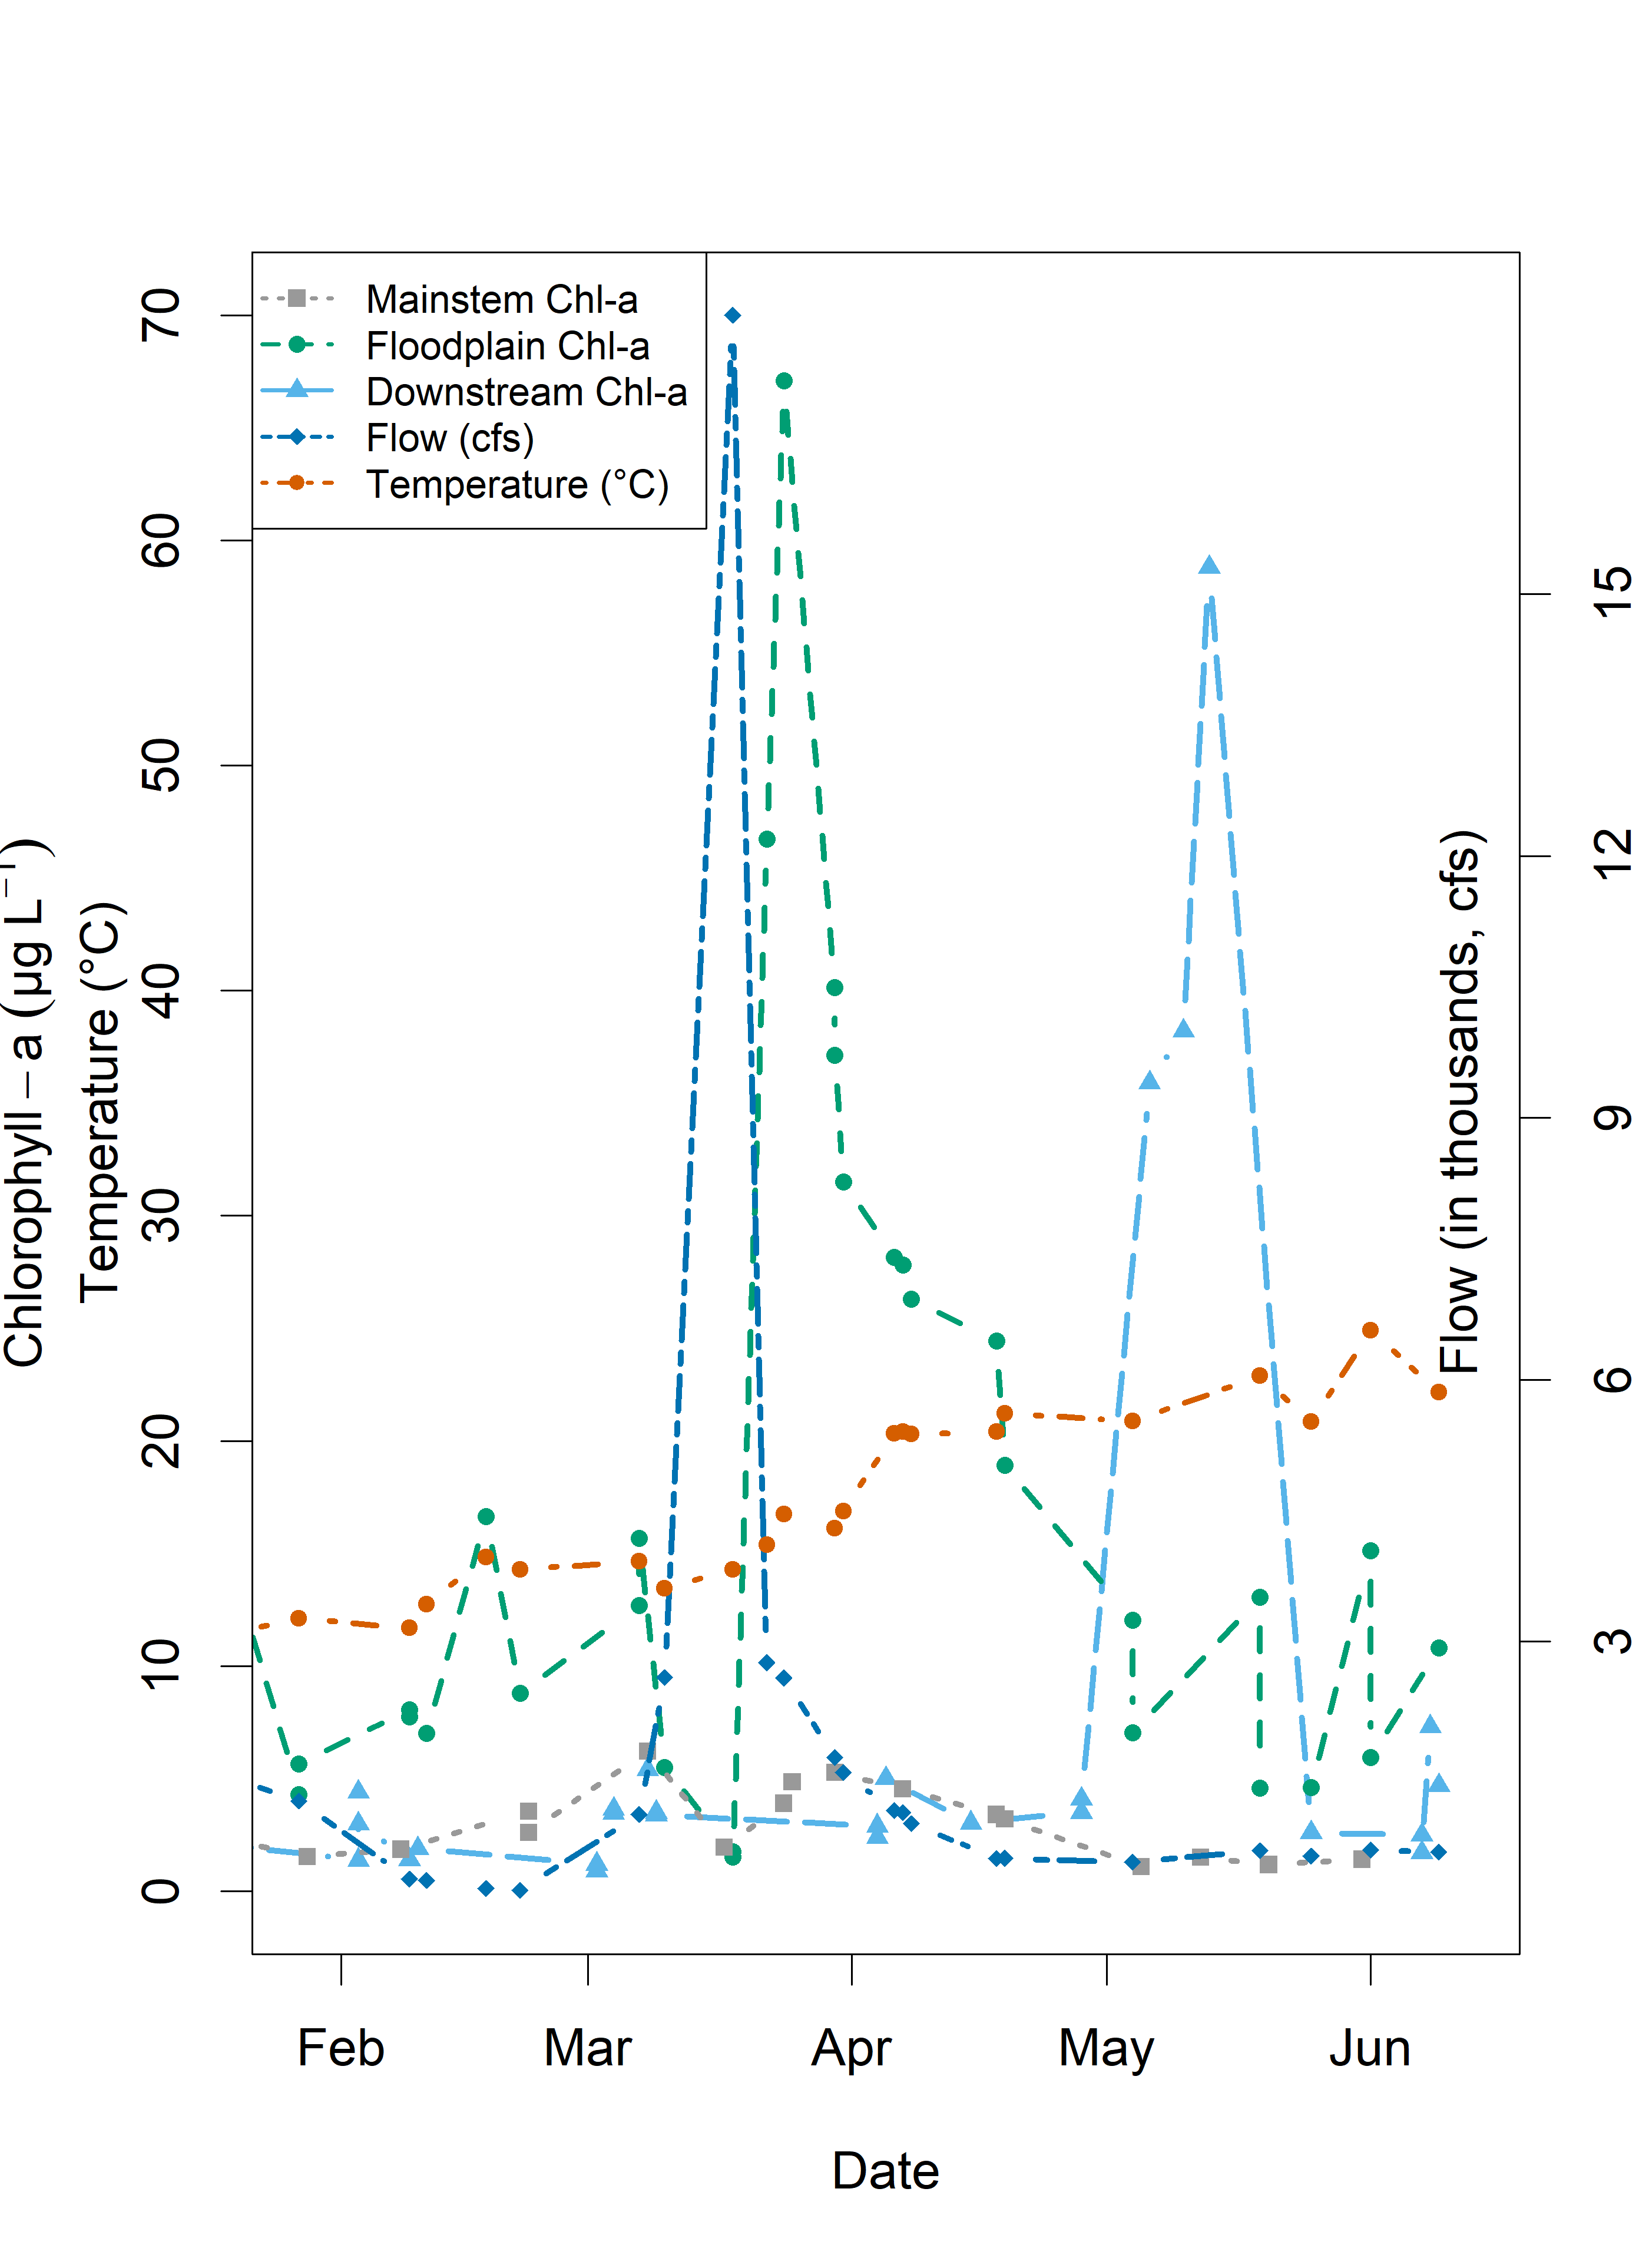 Mainstem Chl-a
Floodplain Chl-a
Downstream Chl-a
Flow (cfs)
Temperature (°C)
70
60
50
40
30
20
10
0
Chlorophyll – a (µg L⁻¹)
Temperature (°C)
15
12
9
6
3
Flow (in thousands, cfs)
Feb Mar Apr May Jun
Date